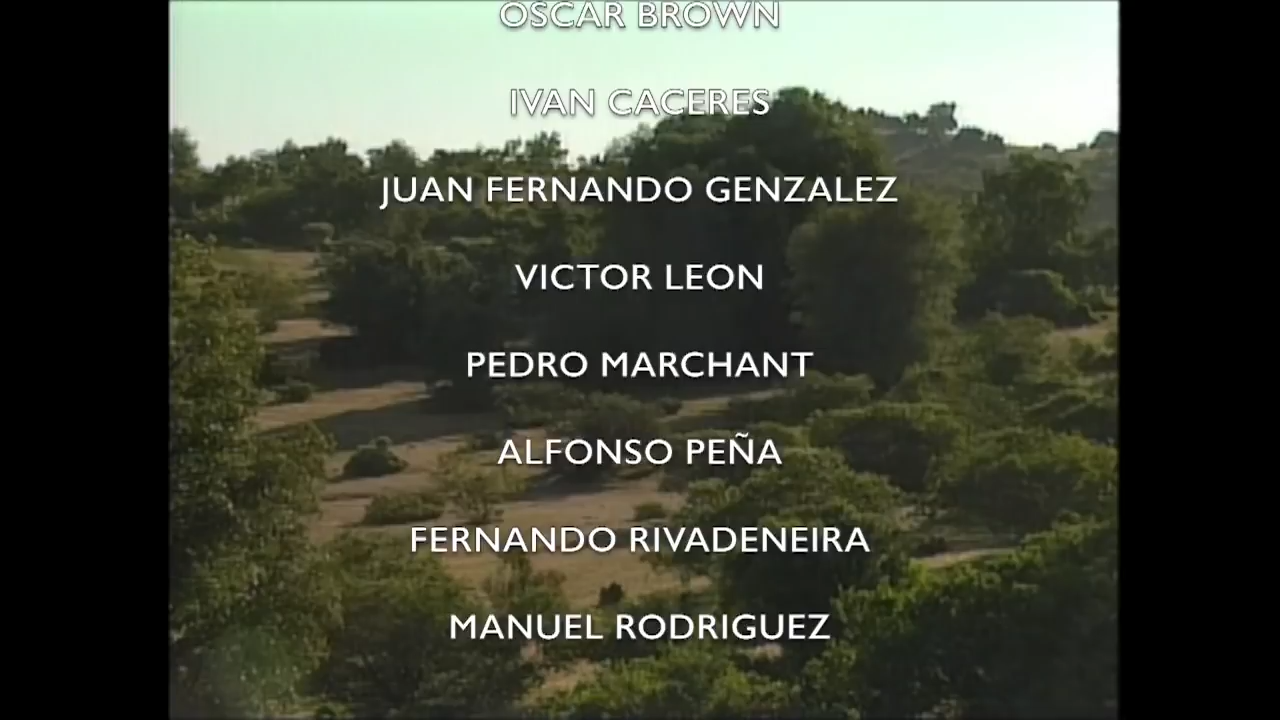 OSCAR BROWN
IVAN CACERES
JUAN FERNANDO GENZALEZ
VICTOR LEON
PEDRO MARCHANT
ALFONSO PEÑA
FERNANDO RIVADENEIRA
MANUEL RODRIGUEZ